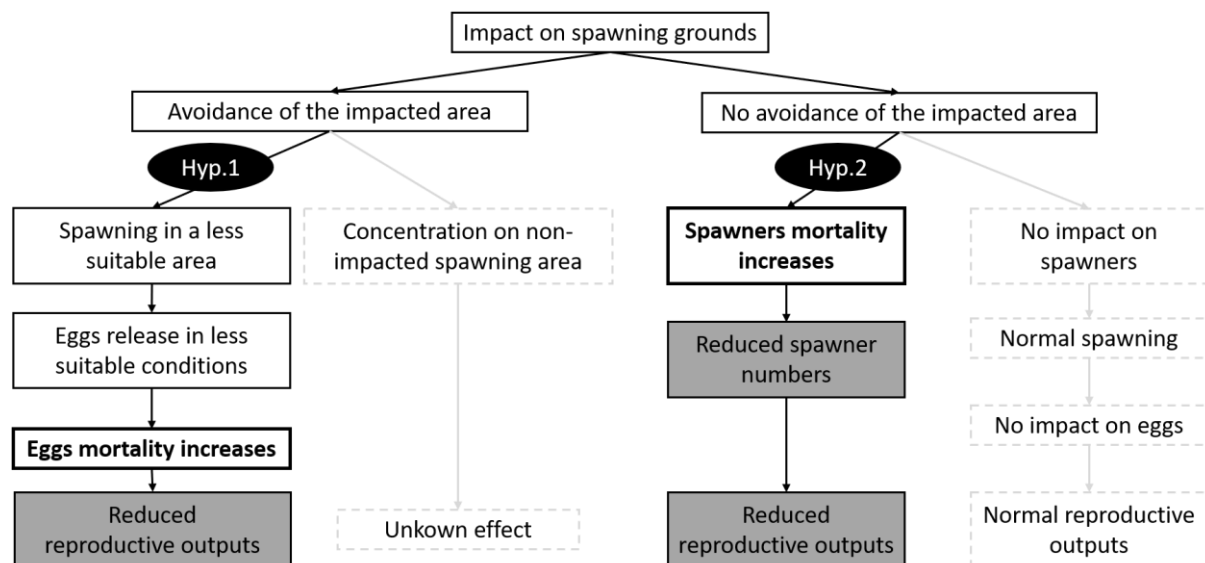 Impact on spawning grounds
Avoidance of the impacted area
No avoidance of the impacted area
Hyp.1
Hyp.2
Spawning in a less
suitable area
Concentration on non-
impacted spawning area
Spawners mortality
increases
No impact on
spawners
Eggs release in less
suitable conditions
Reduced spawner
numbers
Normal spawning
Eggs mortality increases
No impact on eggs
Reduced
reproductive outputs
Unkown effect
Reduced
reproductive outputs
Normal reproductive
outputs